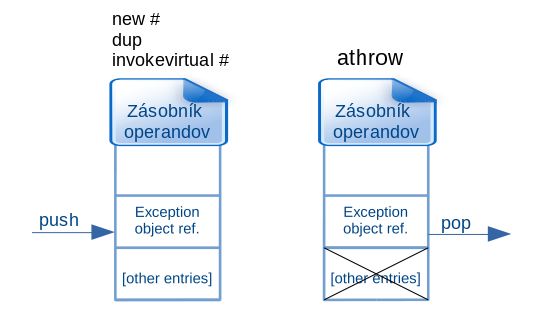 new #
dup
invokevirtual #
Zásobník
operandov
push
Exception
object ref.
[other entries]
athrow
Zásobník
operandov
Exception
object ref.
pop
[other entries]